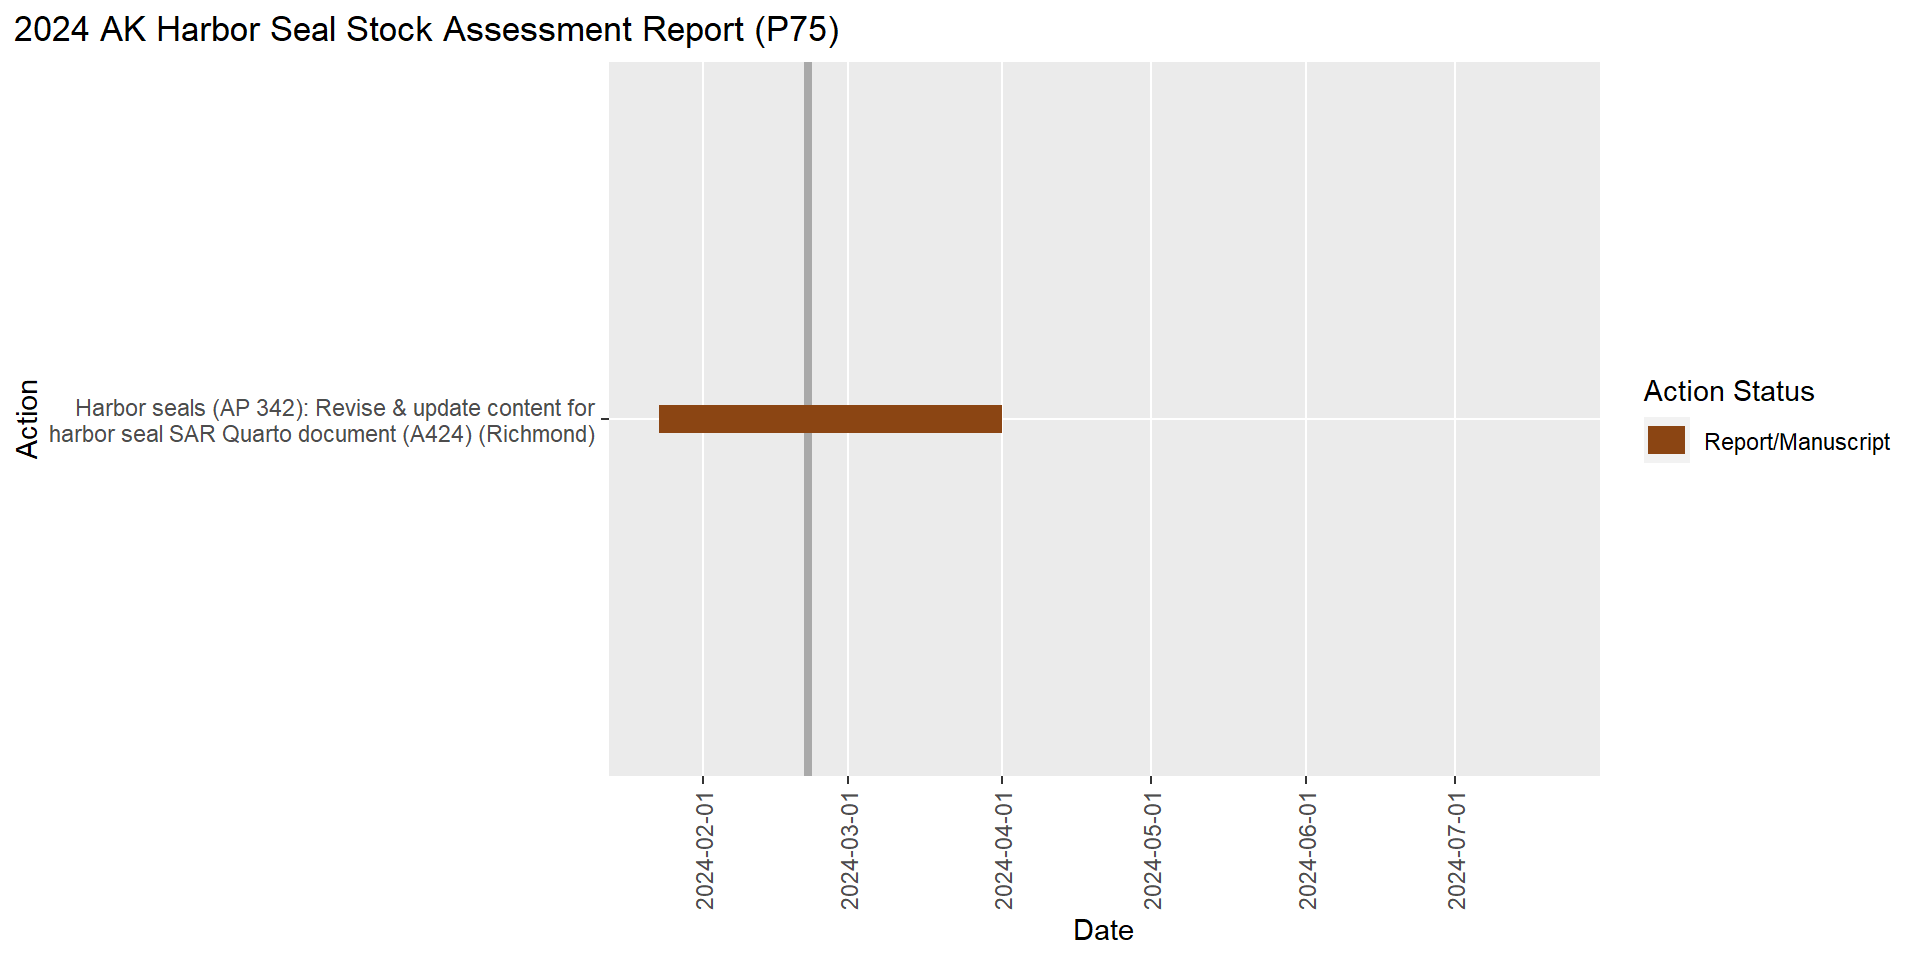 2024 AK Harbor Seal Stock Assessment Report (P75)
Action
Harbor seals (AP 342): Revise & update content for
harbor seal SAR Quarto document (A424) (Richmond)
2024-02-01
2024-03-01
2024-04-01
2024-05-01
2024-06-01
2024-07-01
Date
Action Status
Report/Manuscript